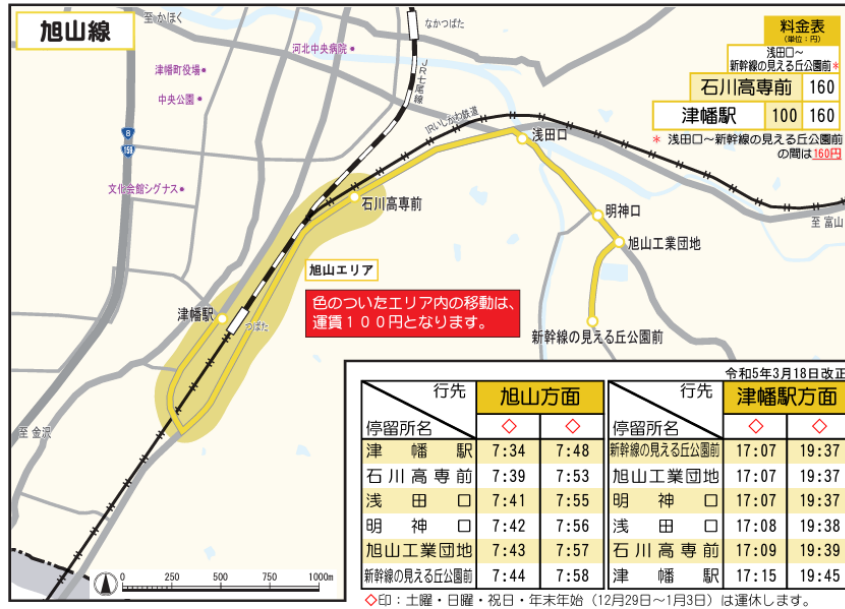 旭山線
至 かほく
なかつばた
河北中央病院
津幡町役場
中央公園
JR七尾線
IRいしかわ鉄道
8
159
文化会館シグナス
浅田口
石川高専前
明神口
旭山工業団地
至 富山
旭山エリア
津幡駅
つばた
新幹線の見える丘公園前
至 金沢
色のついたエリア内の移動は、
運賃100円となります。
料金表
(単位:円)
浅田口～
新幹線の見える丘公園前*
石川高専前 160
津幡駅 100 160
* 浅田口～新幹線の見える丘公園前
の間は160円
0 250 500 1000m
令和5年3月18日改正
行先 旭山方面
停留所名 ◇ ◇
津幡駅 7:34 7:48
石川高専前 7:39 7:53
浅田口 7:41 7:55
明神口 7:42 7:56
旭山工業団地 7:43 7:57
新幹線の見える丘公園前 7:44 7:58
行先 津幡駅方面
停留所名 ◇ ◇
新幹線の見える丘公園前 17:07 19:37
旭山工業団地 17:07 19:37
明神口 17:07 19:37
浅田口 17:08 19:38
石川高専前 17:09 19:39
津幡駅 17:15 19:45
◇印：土曜・日曜・祝日・年末年始（12月29日～1月3日）は運休します。